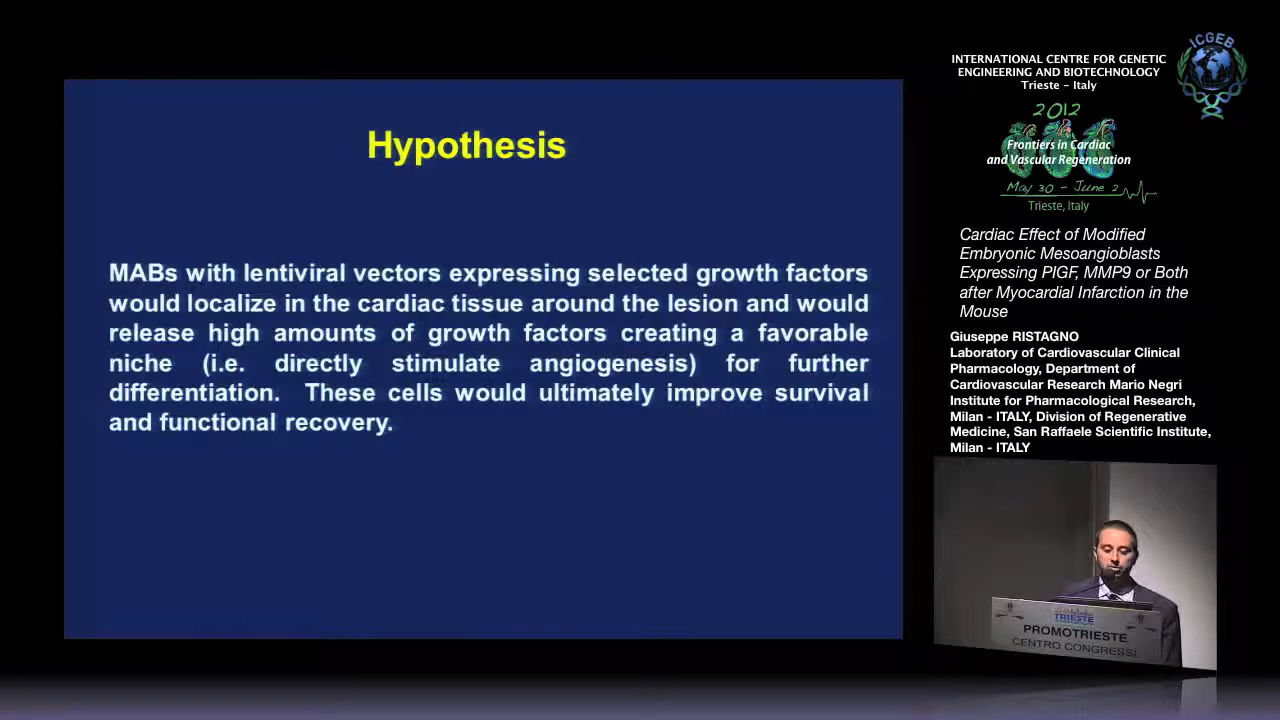 Hypothesis
MABs with lentiviral vectors expressing selected growth factors
would localize in the cardiac tissue around the lesion and would
release high amounts of growth factors creating a favorable
niche (i.e. directly stimulate angiogenesis) for further
differentiation. These cells would ultimately improve survival
and functional recovery.
INTERNATIONAL CENTRE FOR GENETIC
ENGINEERING AND BIOTECHNOLOGY
Trieste - Italy
ICGEB
2012
Frontiers in Cardiac
and Vascular Regeneration
May 30 - June 2
Trieste, Italy
Cardiac Effect of Modified
Embryonic Mesoangioblasts
Expressing PlGF, MMP9 or Both
after Myocardial Infarction in the
Mouse
Giuseppe RISTAGNO
Laboratory of Cardiovascular Clinical
Pharmacology, Department of
Cardiovascular Research Mario Negri
Institute for Pharmacological Research,
Milan - ITALY, Division of Regenerative
Medicine, San Raffaele Scientific Institute,
Milan - ITALY
TRIESTE
PROMOTRIESTE
CENTRO CONGRESSI